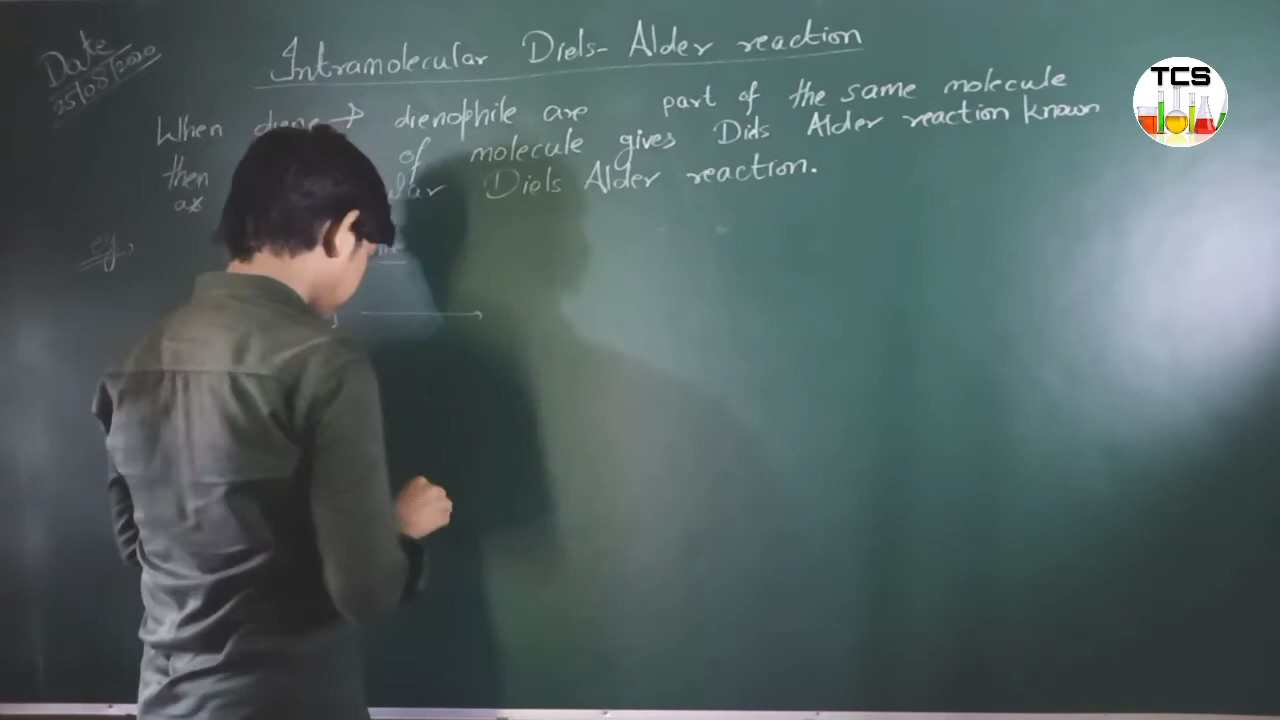 Date
25/08/2020
Intramolecular Diels-Alder reaction
TCS
When diene → dienophile are part of the same molecule
then of molecule gives Diels Alder reaction known
as Diels Alder reaction.
eg,